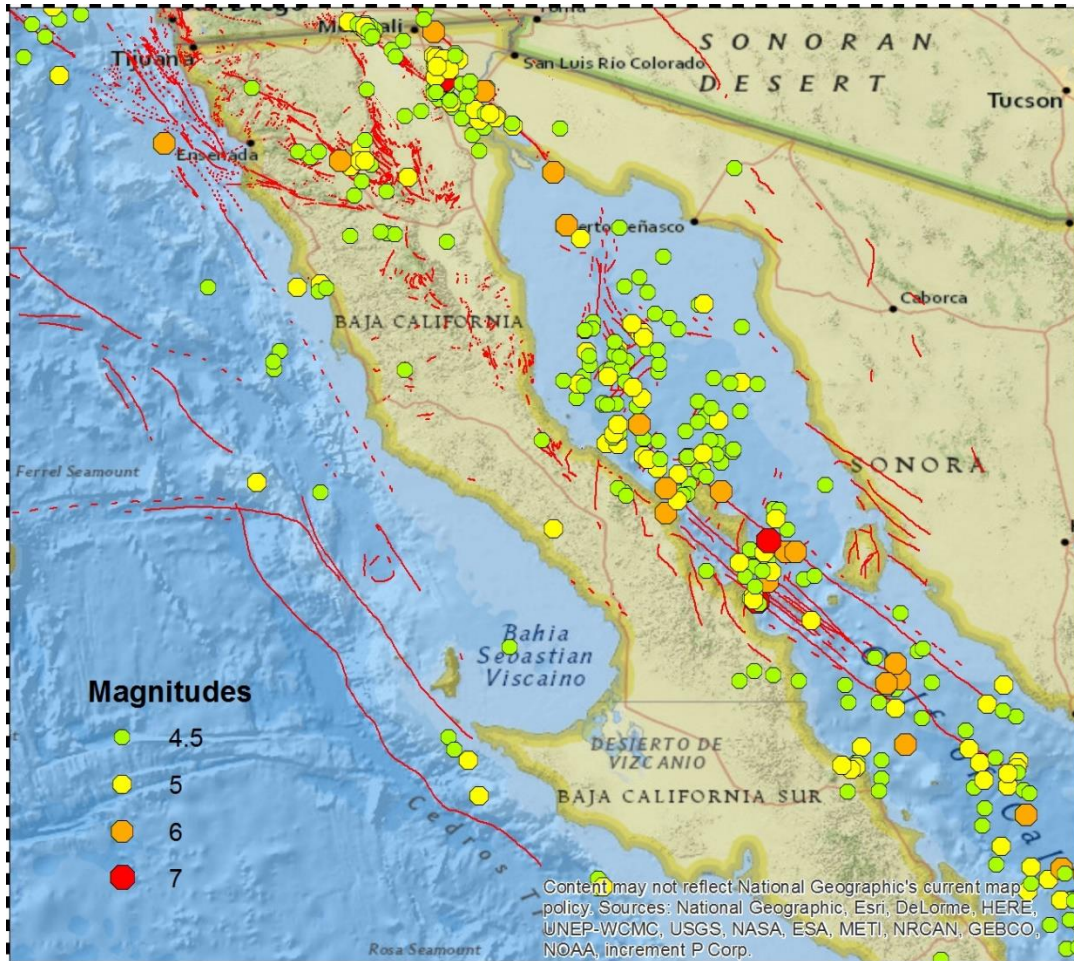 Tijuana
San Luis Río Colorado
SONORAN
DESERT
Tucson
Ensenada
Caborca
BAJA CALIFORNIA
Ferrel Seamount
SONORA
Bahia
Sebastian
Viscaino
Magnitudes
4.5
5
6
7
DESIERTO DE
VIZCANIO
BAJA CALIFORNIA SUR
Cedros
Rosa Seamount
Content may not reflect National Geographic's current map
policy. Sources: National Geographic, Esri, DeLorme, HERE,
UNEP-WCMC, USGS, NASA, ESA, METI, NRCAN, GEBCO,
NOAA, increment P Corp.